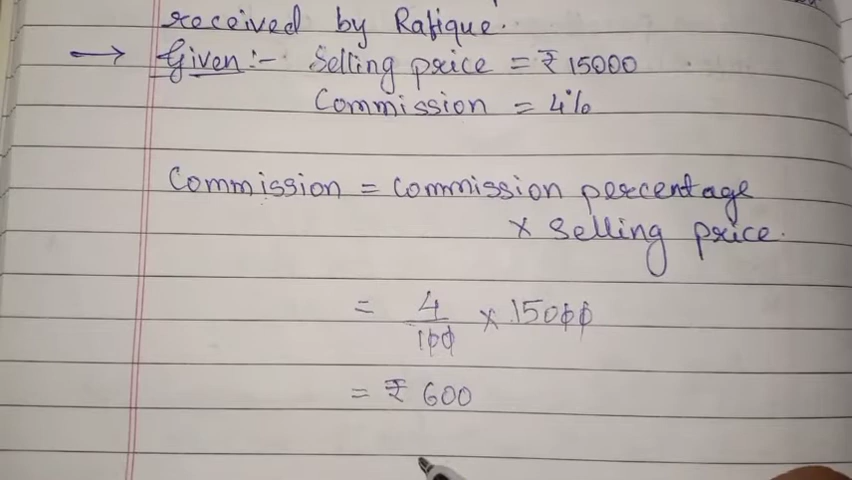 received by Rafique.
→ Given :- Selling price = ₹ 15000
Commission = 4%
Commission = Commission percentage
× Selling price.
= 4/100 × 15000
= ₹ 600